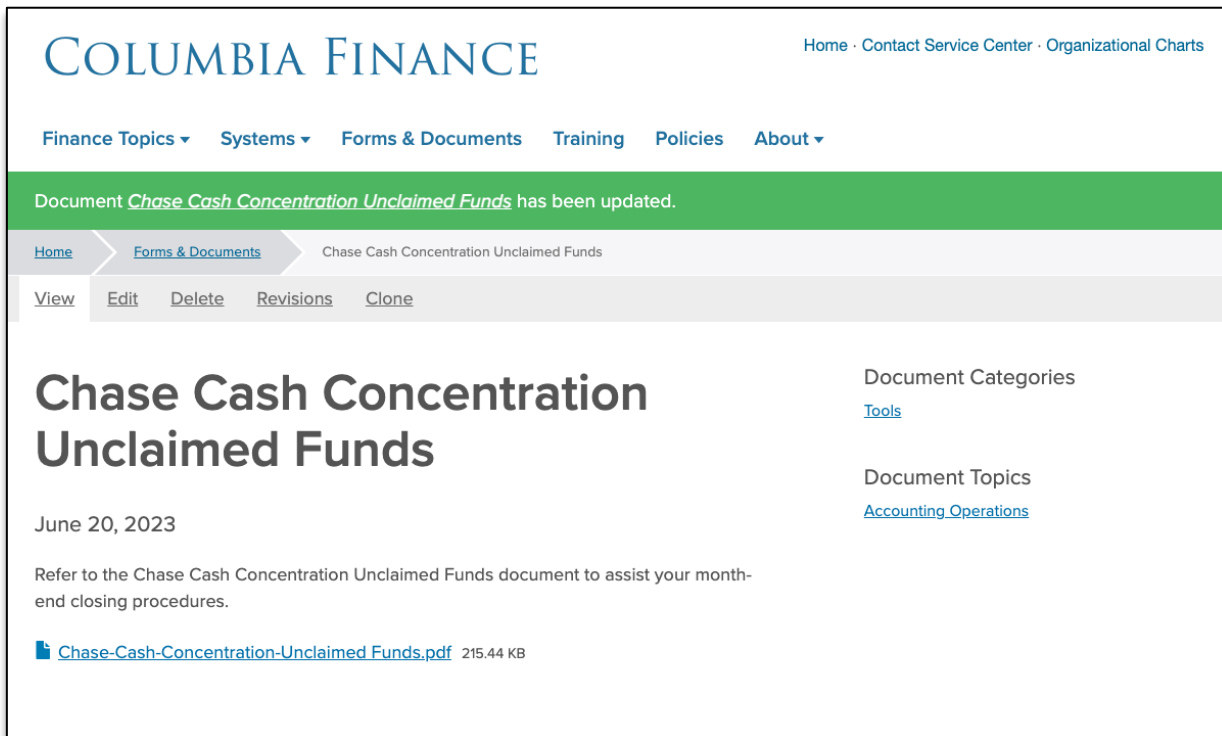 COLUMBIA FINANCE
Home · Contact Service Center · Organizational Charts
Finance Topics Systems Forms & Documents Training Policies About
Document Chase Cash Concentration Unclaimed Funds has been updated.
Home Forms & Documents Chase Cash Concentration Unclaimed Funds
View Edit Delete Revisions Clone
Chase Cash Concentration
Unclaimed Funds
June 20, 2023
Refer to the Chase Cash Concentration Unclaimed Funds document to assist your month-
end closing procedures.
Chase-Cash-Concentration-Unclaimed Funds.pdf 215.44 KB
Document Categories
Tools
Document Topics
Accounting Operations